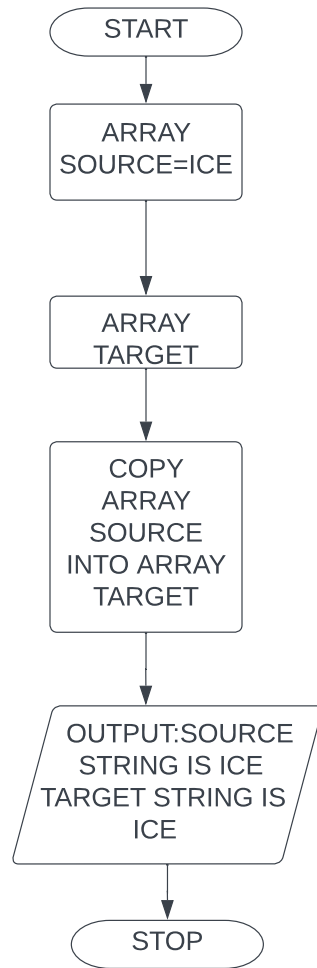 START
ARRAY
SOURCE=ICE
ARRAY
TARGET
COPY
ARRAY
SOURCE
INTO ARRAY
TARGET
OUTPUT:SOURCE
STRING IS ICE
TARGET STRING IS
ICE
STOP